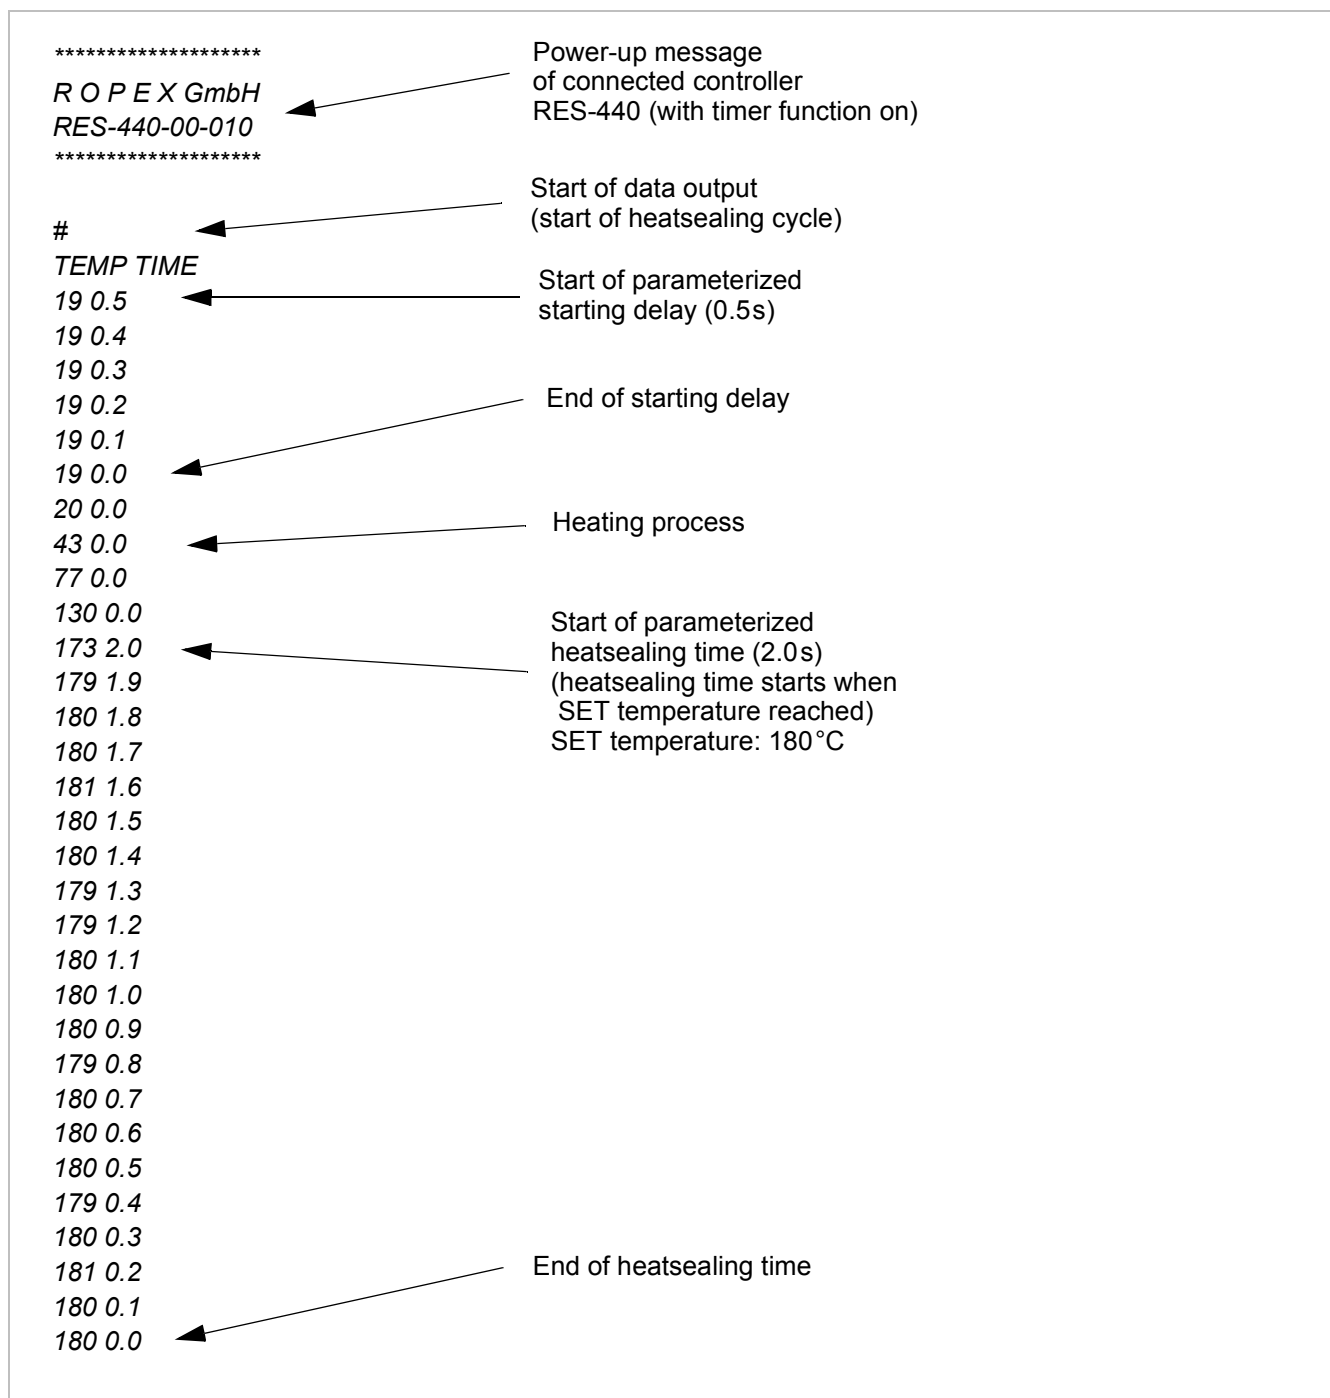 ********************
R O P E X GmbH
RES-440-00-010
********************
Power-up message
of connected controller
RES-440 (with timer function on)
Start of data output
(start of heatsealing cycle)
#
TEMP TIME
19 0.5
Start of parameterized
starting delay (0.5s)
19 0.4
19 0.3
19 0.2
End of starting delay
19 0.1
19 0.0
20 0.0
Heating process
43 0.0
77 0.0
130 0.0
173 2.0
Start of parameterized
heatsealing time (2.0s)
(heatsealing time starts when
SET temperature reached)
SET temperature: 180°C
179 1.9
180 1.8
180 1.7
181 1.6
180 1.5
180 1.4
179 1.3
179 1.2
180 1.1
180 1.0
180 0.9
179 0.8
180 0.7
180 0.6
180 0.5
179 0.4
180 0.3
181 0.2
End of heatsealing time
180 0.1
180 0.0